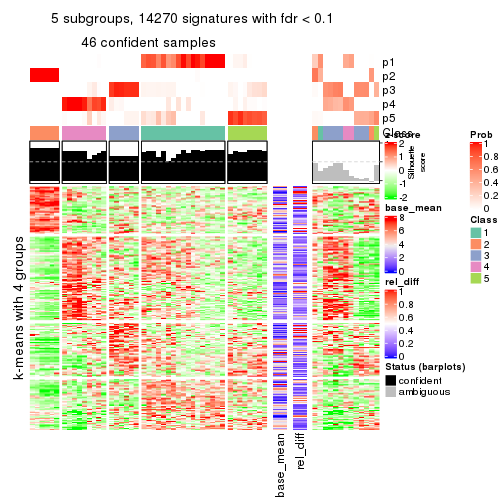 5 subgroups, 14270 signatures with fdr < 0.1
46 confident samples
p1
p2
p3
p4
p5
Class
z-score
2
1
0
-1
-2
Silhouette
score
base_mean
8
6
4
2
0
rel_diff
1
0.8
0.6
0.4
0.2
0
Status (barplots)
confident
ambiguous
Prob
1
0.8
0.6
0.4
0.2
0
Class
1
2
3
4
5
k-means with 4 groups
base_mean
rel_diff